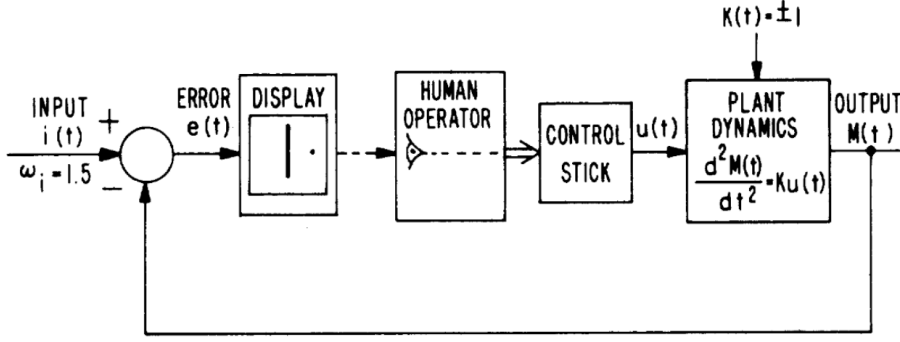 K(t)=±1
INPUT
i(t)
ω_i=1.5
+
−
ERROR
e(t)
DISPLAY
HUMAN
OPERATOR
CONTROL
STICK
u(t)
PLANT
DYNAMICS
d²M(t)
dt²
=Ku(t)
OUTPUT
M(t)